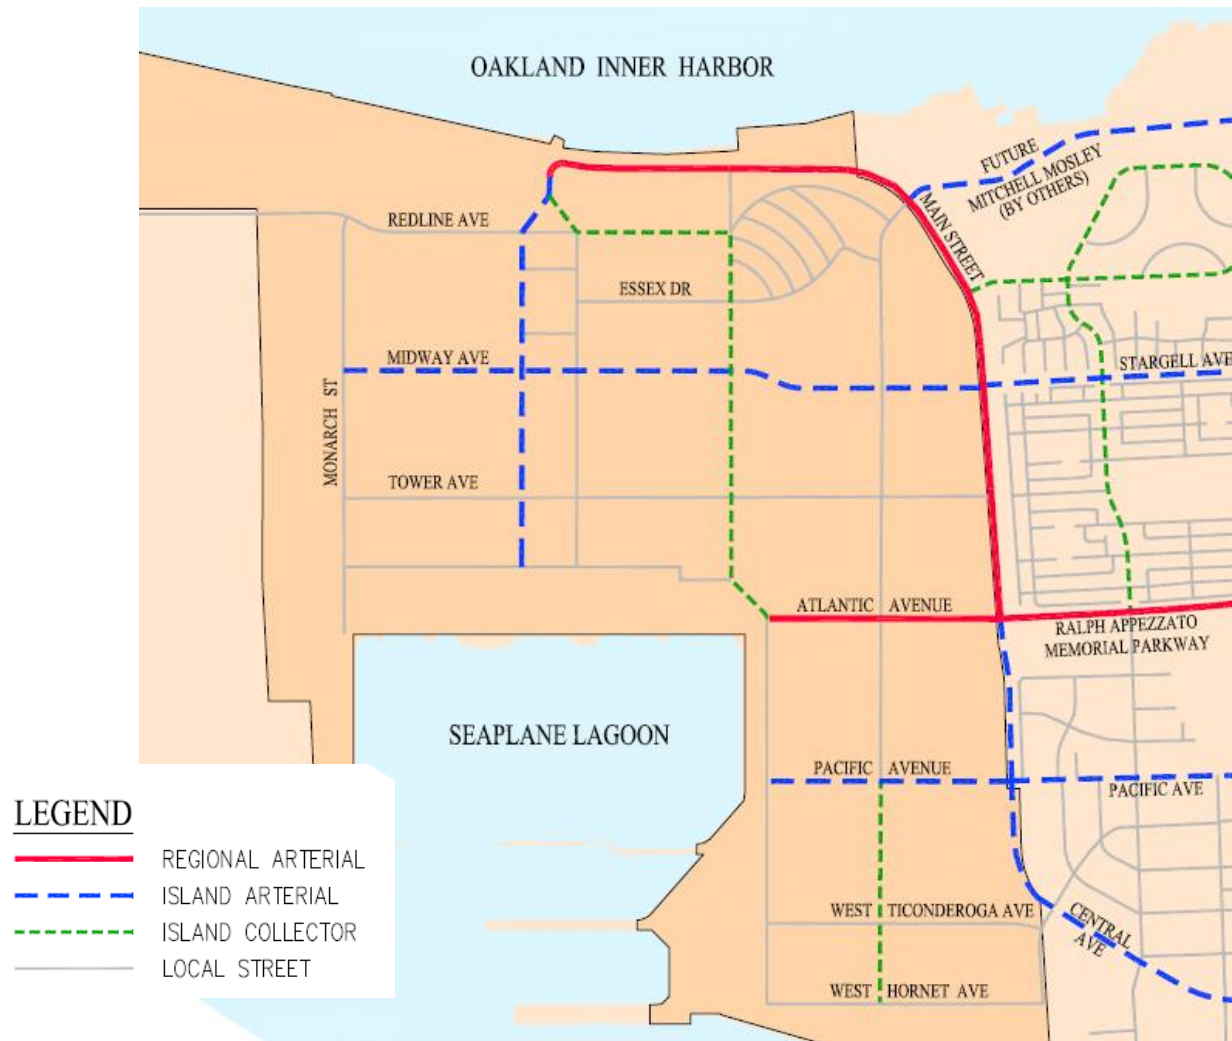 OAKLAND INNER HARBOR
FUTURE
MITCHELL MOSLEY
(BY OTHERS)
MAIN STREET
REDLINE AVE
ESSEX DR
MIDWAY AVE
STARGELL AVE
MONARCH ST
TOWER AVE
ATLANTIC AVENUE
RALPH APPEZZATO
MEMORIAL PARKWAY
SEAPLANE LAGOON
PACIFIC AVENUE
PACIFIC AVE
LEGEND
REGIONAL ARTERIAL
ISLAND ARTERIAL
ISLAND COLLECTOR
LOCAL STREET
WEST TICONDEROGA AVE
CENTRAL
AVE
WEST HORNET AVE